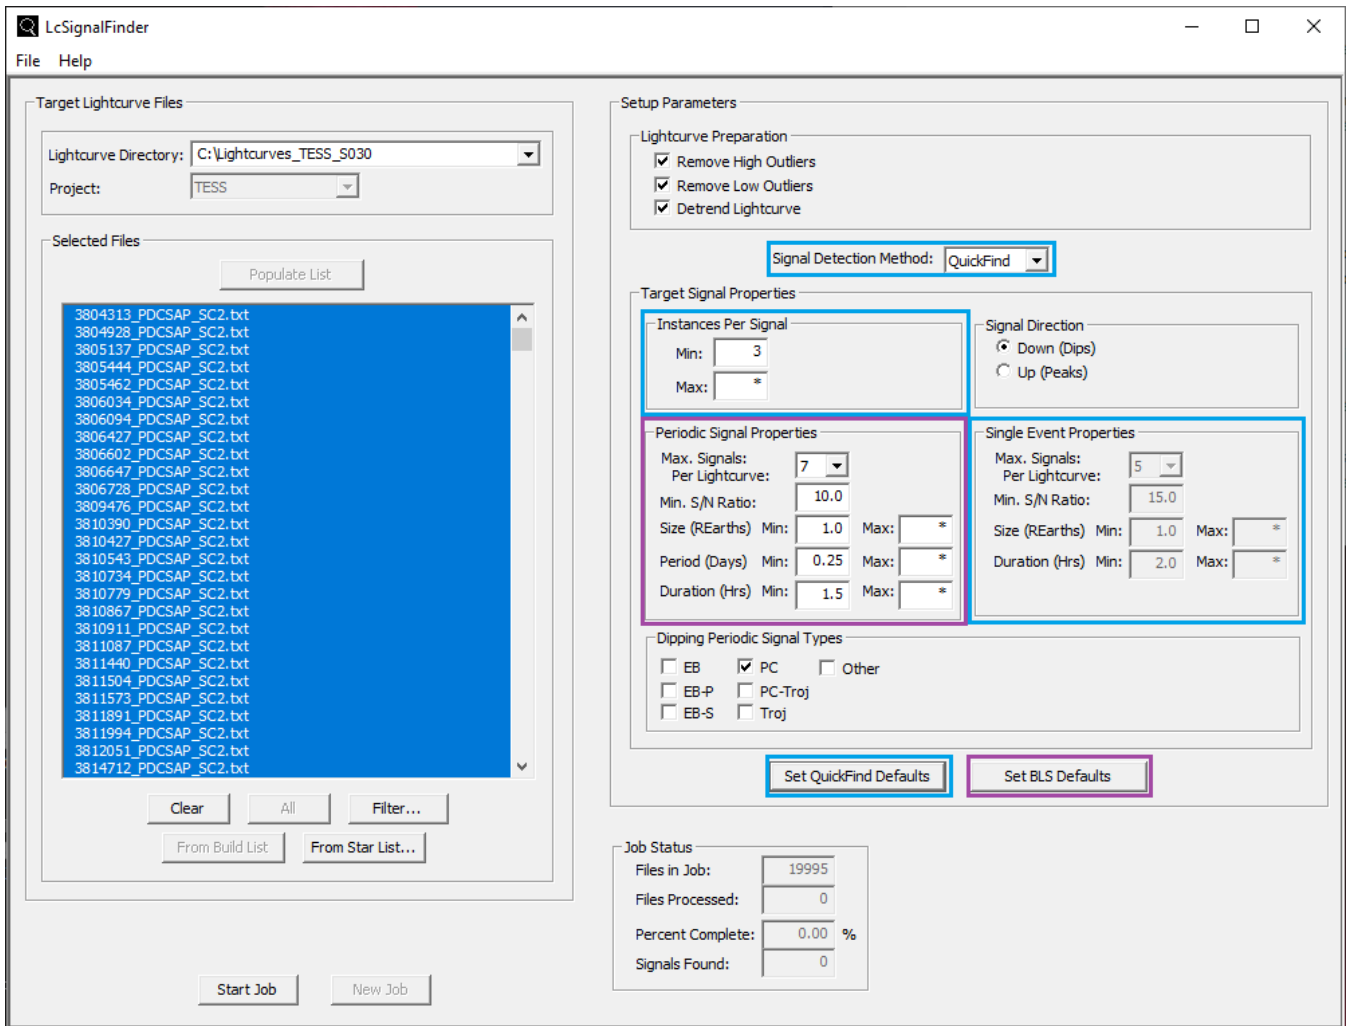 LcSignalFinder
File Help
Target Lightcurve Files
Lightcurve Directory: C:\Lightcurves_TESS_S030
Project: TESS
Selected Files
Populate List
3804313_PDCSAP_SC2.txt
3804928_PDCSAP_SC2.txt
3805137_PDCSAP_SC2.txt
3805444_PDCSAP_SC2.txt
3805462_PDCSAP_SC2.txt
3806034_PDCSAP_SC2.txt
3806094_PDCSAP_SC2.txt
3806427_PDCSAP_SC2.txt
3806602_PDCSAP_SC2.txt
3806647_PDCSAP_SC2.txt
3806728_PDCSAP_SC2.txt
3809476_PDCSAP_SC2.txt
3810390_PDCSAP_SC2.txt
3810427_PDCSAP_SC2.txt
3810543_PDCSAP_SC2.txt
3810734_PDCSAP_SC2.txt
3810779_PDCSAP_SC2.txt
3810867_PDCSAP_SC2.txt
3810911_PDCSAP_SC2.txt
3811087_PDCSAP_SC2.txt
3811440_PDCSAP_SC2.txt
3811504_PDCSAP_SC2.txt
3811573_PDCSAP_SC2.txt
3811891_PDCSAP_SC2.txt
3811994_PDCSAP_SC2.txt
3812051_PDCSAP_SC2.txt
3814712_PDCSAP_SC2.txt
Clear All Filter...
From Build List From Star List...
Start Job New Job
Setup Parameters
Lightcurve Preparation
Remove High Outliers
Remove Low Outliers
Detrend Lightcurve
Signal Detection Method: QuickFind
Target Signal Properties
Instances Per Signal
Min: 3
Max: *
Signal Direction
Down (Dips)
Up (Peaks)
Periodic Signal Properties
Max. Signals:
Per Lightcurve: 7
Min. S/N Ratio: 10.0
Size (REarths) Min: 1.0 Max: *
Period (Days) Min: 0.25 Max: *
Duration (Hrs) Min: 1.5 Max: *
Single Event Properties
Max. Signals:
Per Lightcurve: 5
Min. S/N Ratio: 15.0
Size (REarths) Min: 1.0 Max: *
Duration (Hrs) Min: 2.0 Max: *
Dipping Periodic Signal Types
EB PC Other
EB-P PC-Troj
EB-S Troj
Set QuickFind Defaults Set BLS Defaults
Job Status
Files in Job: 19995
Files Processed: 0
Percent Complete: 0.00 %
Signals Found: 0